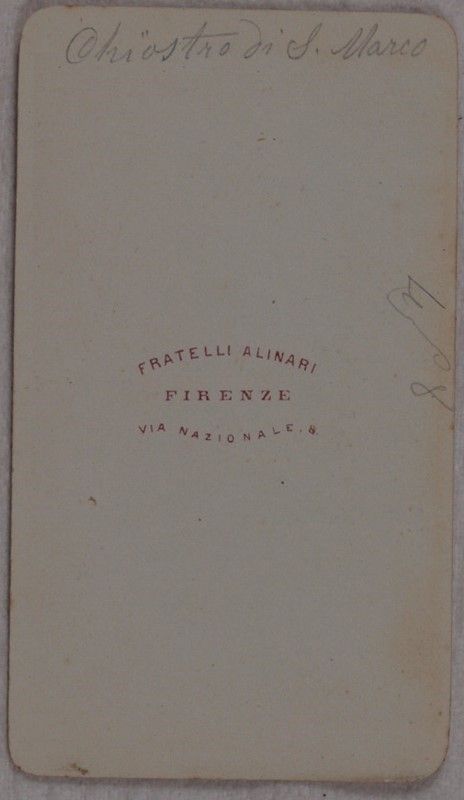 Chiostro di S. Marco
FRATELLI ALINARI
FIRENZE
VIA NAZIONALE. 8.